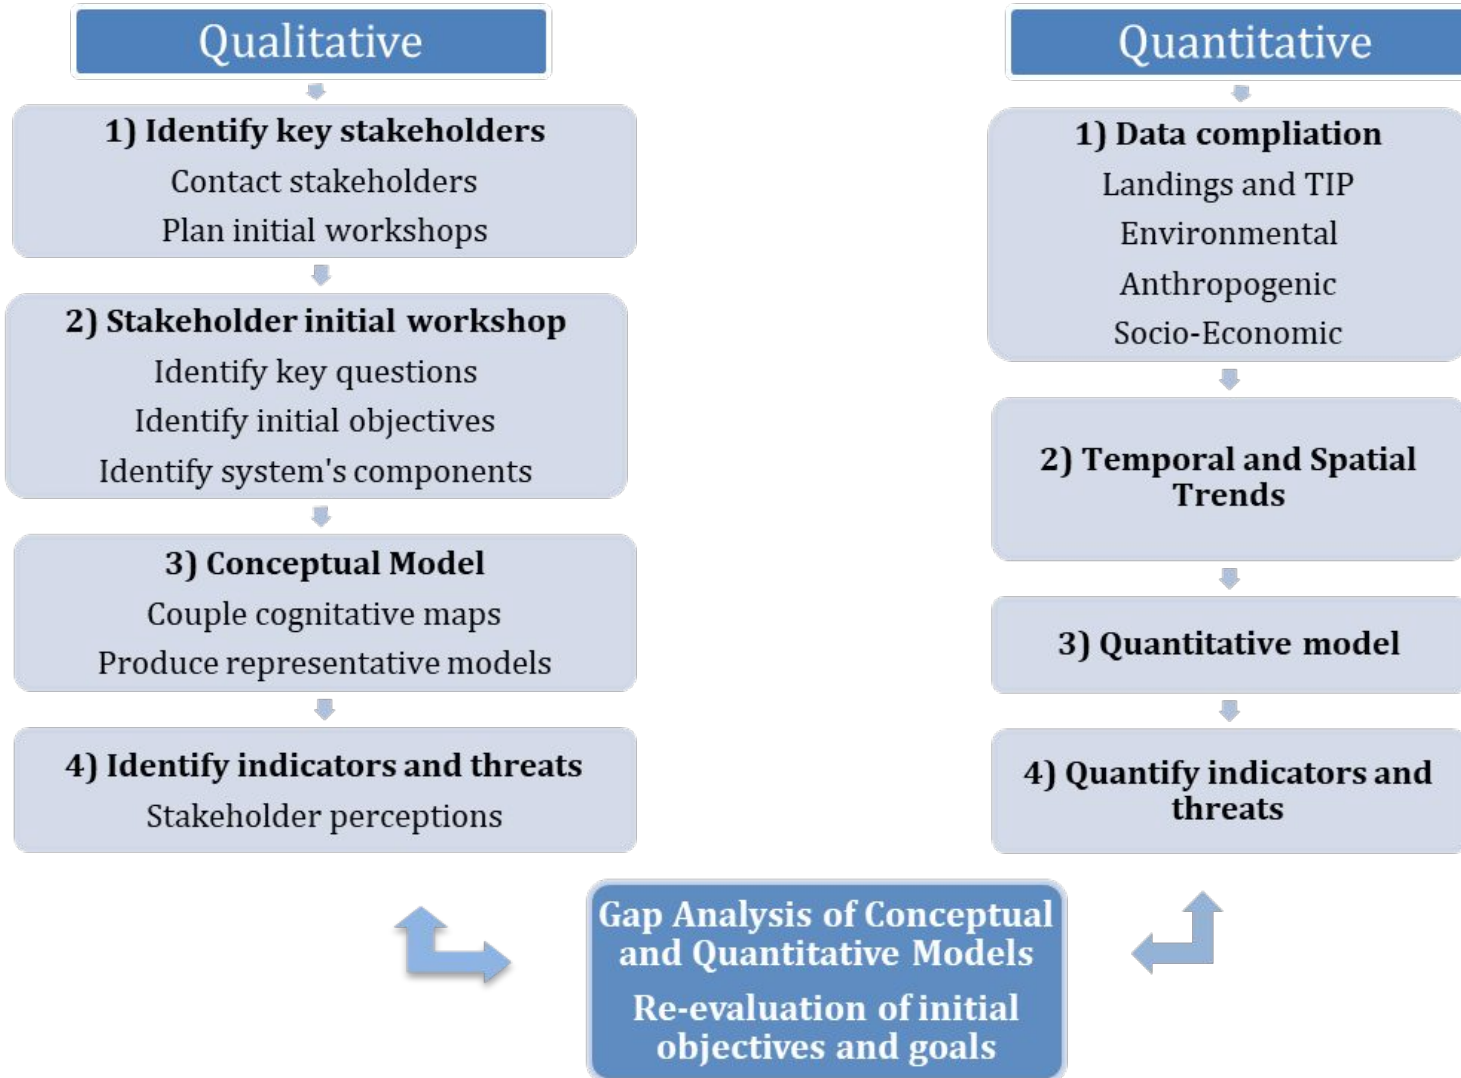 Qualitative
1) Identify key stakeholders
Contact stakeholders
Plan initial workshops
2) Stakeholder initial workshop
Identify key questions
Identify initial objectives
Identify system's components
3) Conceptual Model
Couple cognitative maps
Produce representative models
4) Identify indicators and threats
Stakeholder perceptions
Quantitative
1) Data compliation
Landings and TIP
Environmental
Anthropogenic
Socio-Economic
2) Temporal and Spatial
Trends
3) Quantitative model
4) Quantify indicators and
threats
Gap Analysis of Conceptual
and Quantitative Models
Re-evaluation of initial
objectives and goals